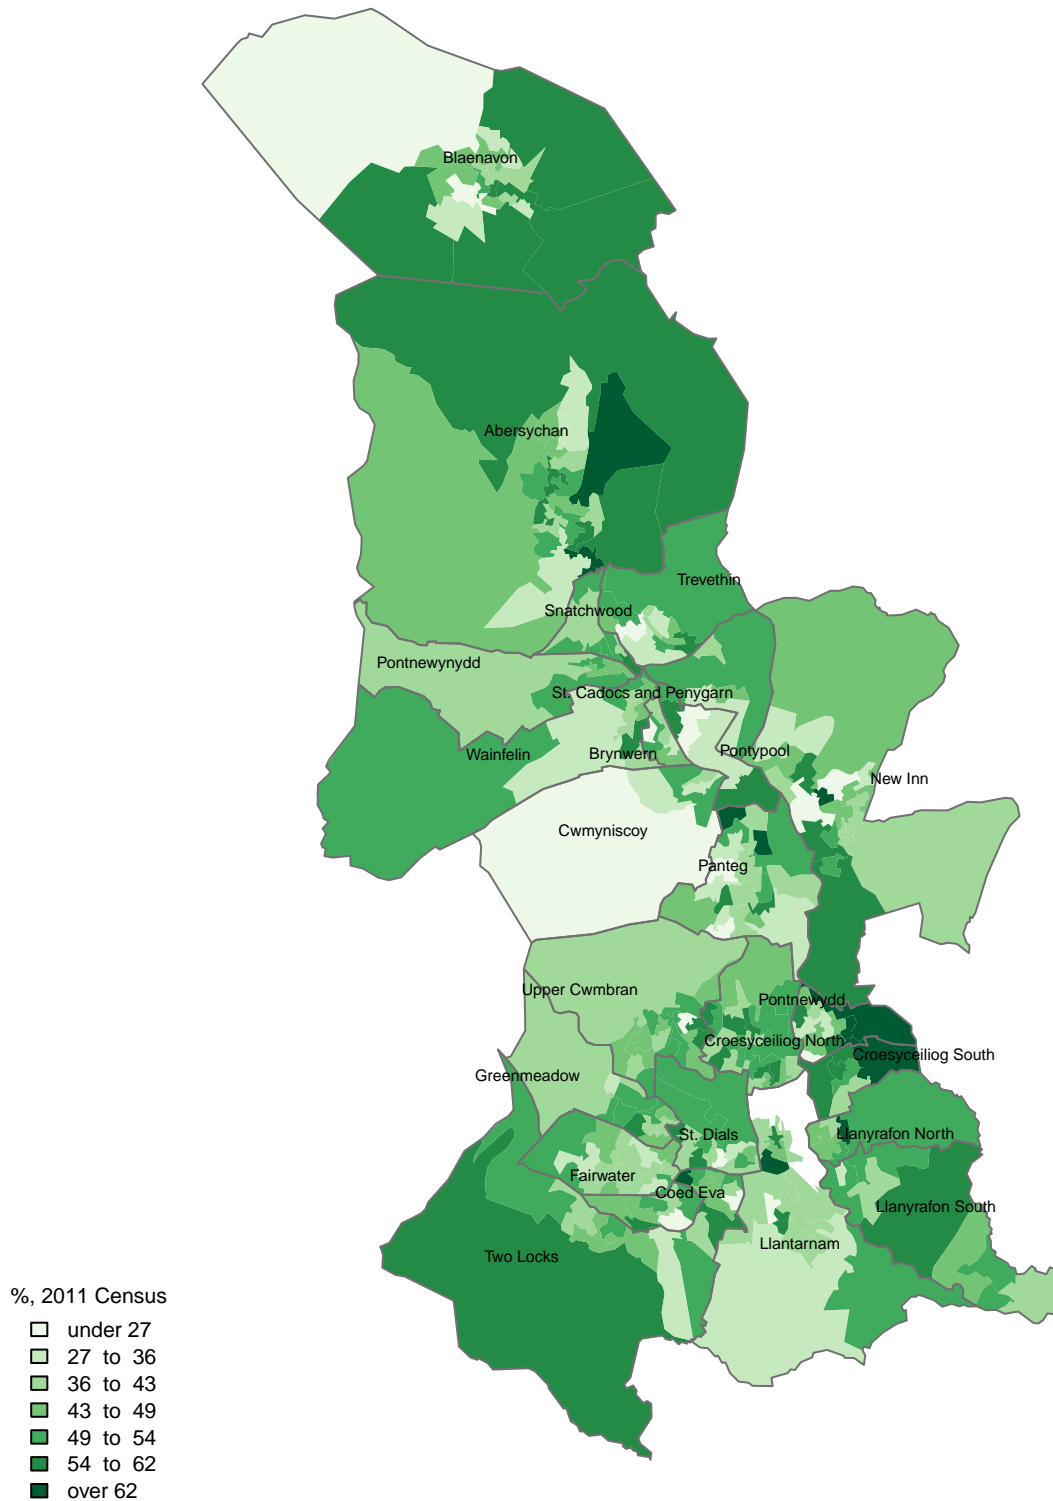 Blaenavon
Abersychan
Trevethin
Snatchwood
Pontnewynydd
St. Cadocs and Penygarn
Wainfelin
Brynwern
Pontypool
New Inn
Cwmyniscoy
Panteg
Upper Cwmbran
Pontnewydd
Croesyceiliog North
Croesyceiliog South
Greenmeadow
St. Dials
Llanyrafon North
Fairwater
Coed Eva
Llanyrafon South
Llantarnam
Two Locks
%, 2011 Census
under 27
27 to 36
36 to 43
43 to 49
49 to 54
54 to 62
over 62